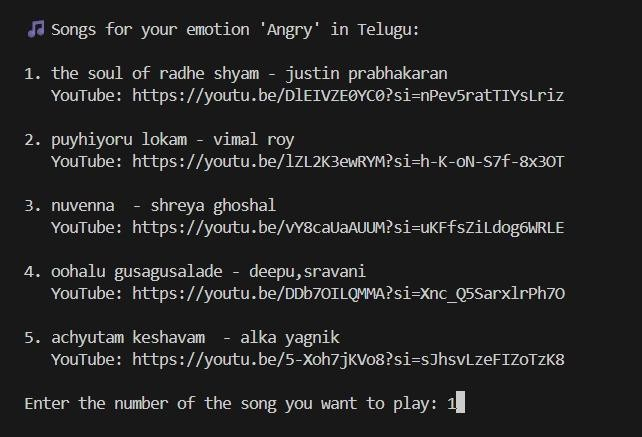 🎵 Songs for your emotion 'Angry' in Telugu:
1. the soul of radhe shyam - justin prabhakaran
YouTube: https://youtu.be/DlEIVZE0YC0?si=nPev5ratTIYsLriz
2. puyhiyoru lokam - vimal roy
YouTube: https://youtu.be/lZL2K3ewRYM?si=h-K-oN-S7f-8x3OT
3. nuvenna  - shreya ghoshal
YouTube: https://youtu.be/vY8caUaAUUM?si=uKFfsZiLdog6WRLE
4. oohalu gusagusalade - deepu,sravani
YouTube: https://youtu.be/DDb7OILQMMA?si=Xnc_Q5SarxlrPh7O
5. achyutam keshavam  - alka yagnik
YouTube: https://youtu.be/5-Xoh7jKVo8?si=sJhsvLzeFIZoTzK8
Enter the number of the song you want to play: 1